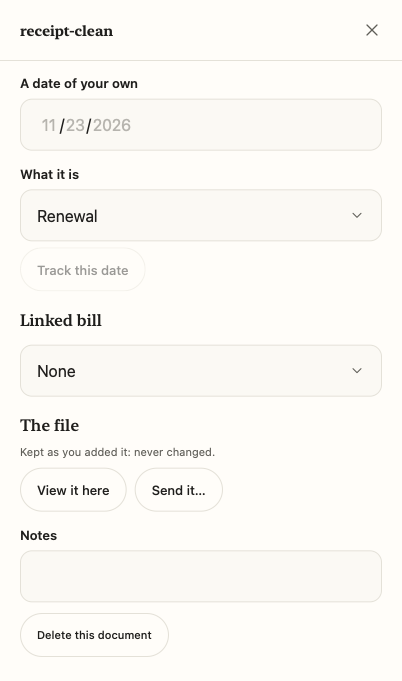 receipt-clean
A date of your own
11/23/2026
What it is
Renewal
Track this date
Linked bill
None
The file
Kept as you added it: never changed.
View it here
Send it...
Notes
Delete this document